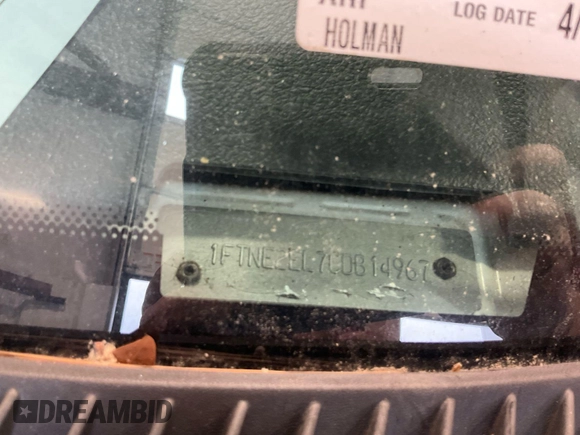 LOG DATE 4/
HOLMAN
1FTNE2EL7CDB14967
DREAMBID